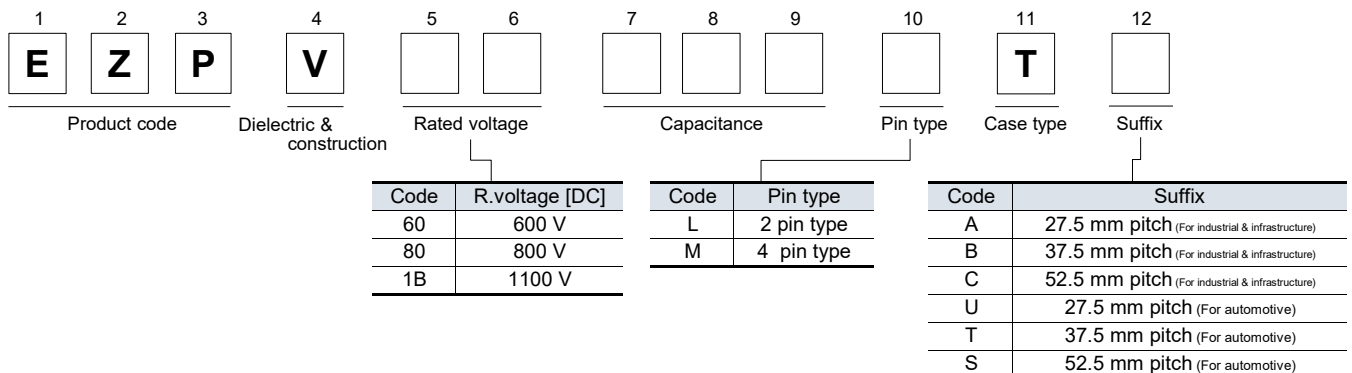 1 2 3 4 5 6 7 8 9 10 11 12
E Z P V T
Product code Dielectric & construction Rated voltage Capacitance Pin type Case type Suffix
Code R.voltage [DC]
60 600 V
80 800 V
1B 1100 V
Code Pin type
L 2 pin type
M 4 pin type
Code Suffix
A 27.5 mm pitch (For industrial & infrastructure)
B 37.5 mm pitch (For industrial & infrastructure)
C 52.5 mm pitch (For industrial & infrastructure)
U 27.5 mm pitch (For automotive)
T 37.5 mm pitch (For automotive)
S 52.5 mm pitch (For automotive)